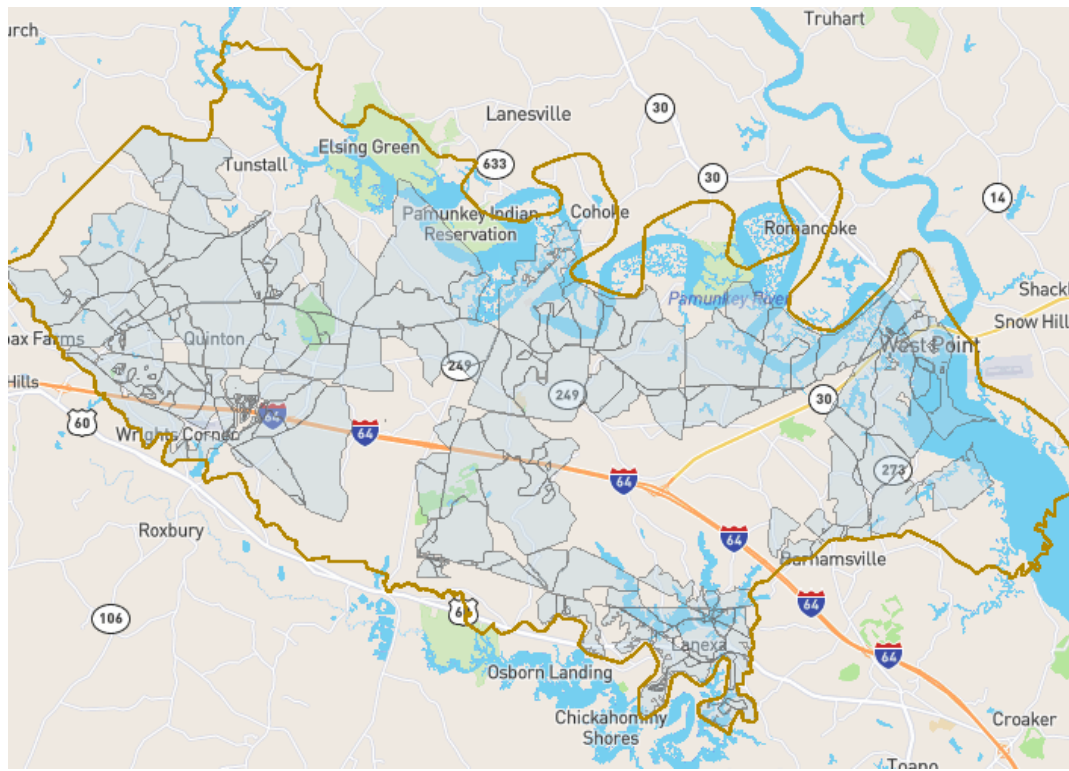 urch
Truhart
30
Lanesville
Elsing Green
Tunstall
633
30
14
Pamunkey Indian
Reservation
Cohoke
Romancoke
Pamunkey River
Shackl
Snow Hill
ax Farms
Quinton
West Point
249
249
Hills
30
60
64
Wrights Corner
64
273
64
Roxbury
64
Barhamsville
106
64
Lanexa
64
Osborn Landing
Chickahominy
Shores
Croaker
Toano